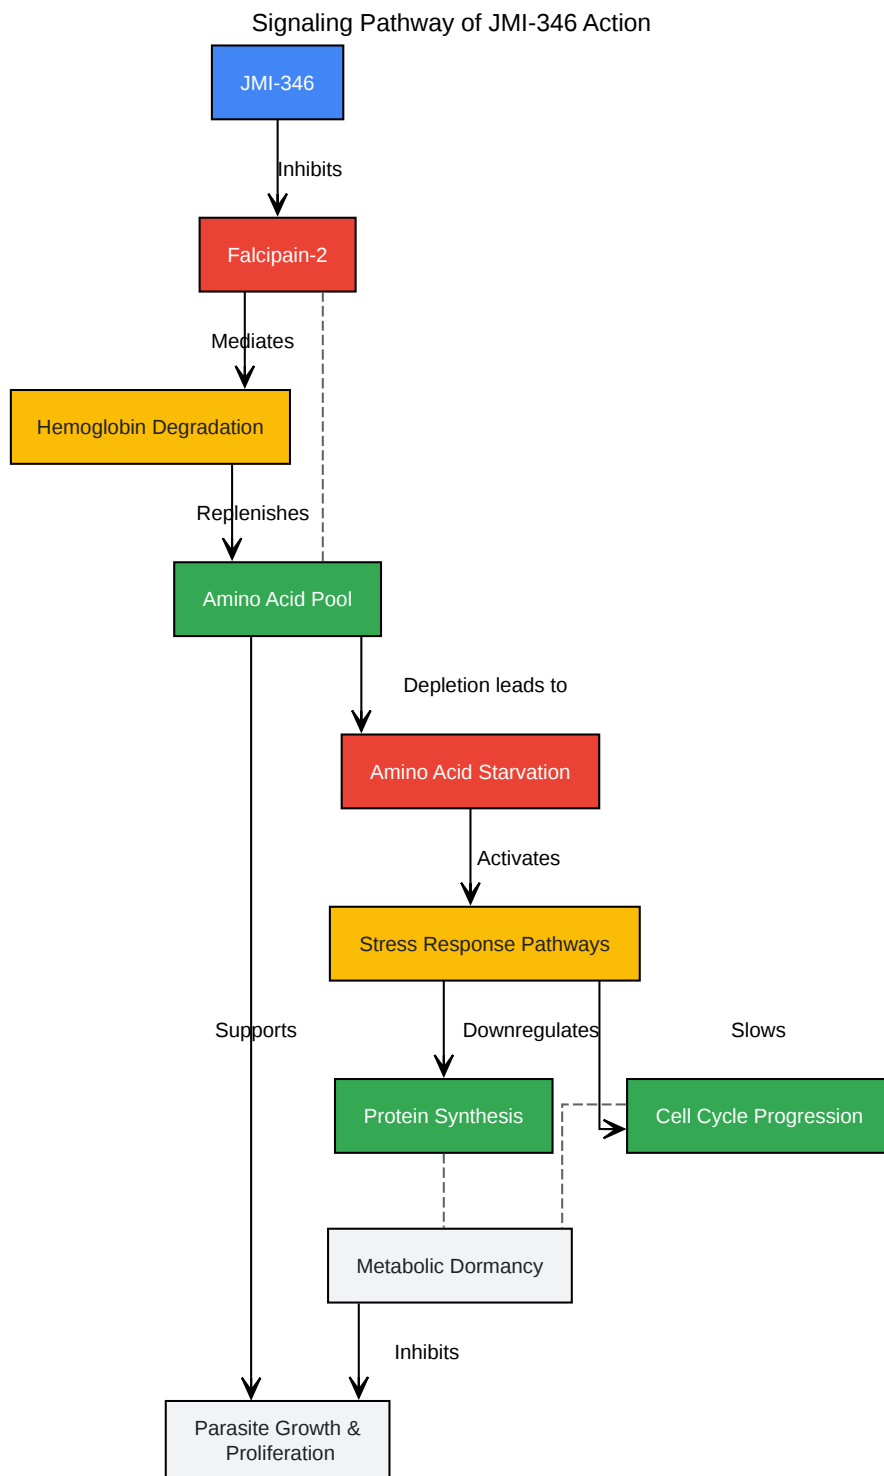 Signaling Pathway of JMI-346 Action
JMI-346
Inhibits
Falcipain-2
Mediates
Hemoglobin Degradation
Replenishes
Amino Acid Pool
Depletion leads to
Amino Acid Starvation
Activates
Stress Response Pathways
Supports
Downregulates
Slows
Protein Synthesis
Cell Cycle Progression
Metabolic Dormancy
Inhibits
Parasite Growth &
Proliferation